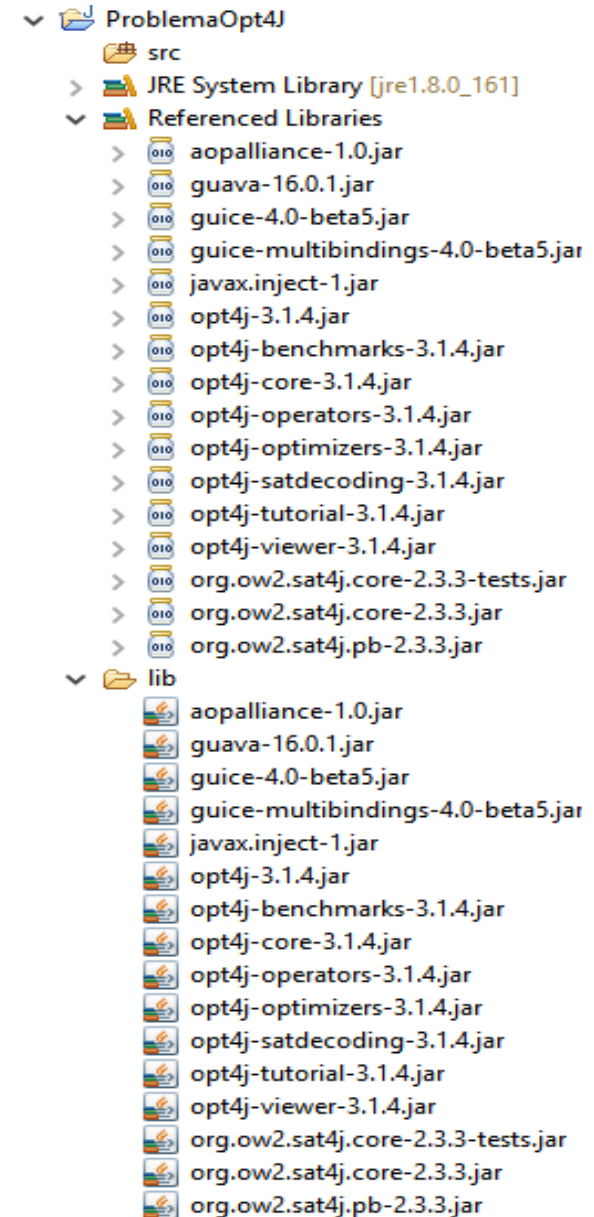 ProblemaOpt4J
src
JRE System Library [jre1.8.0_161]
Referenced Libraries
aopalliance-1.0.jar
guava-16.0.1.jar
guice-4.0-beta5.jar
guice-multibindings-4.0-beta5.jar
javax.inject-1.jar
opt4j-3.1.4.jar
opt4j-benchmarks-3.1.4.jar
opt4j-core-3.1.4.jar
opt4j-operators-3.1.4.jar
opt4j-optimizers-3.1.4.jar
opt4j-satdecoding-3.1.4.jar
opt4j-tutorial-3.1.4.jar
opt4j-viewer-3.1.4.jar
org.ow2.sat4j.core-2.3.3-tests.jar
org.ow2.sat4j.core-2.3.3.jar
org.ow2.sat4j.pb-2.3.3.jar
lib
aopalliance-1.0.jar
guava-16.0.1.jar
guice-4.0-beta5.jar
guice-multibindings-4.0-beta5.jar
javax.inject-1.jar
opt4j-3.1.4.jar
opt4j-benchmarks-3.1.4.jar
opt4j-core-3.1.4.jar
opt4j-operators-3.1.4.jar
opt4j-optimizers-3.1.4.jar
opt4j-satdecoding-3.1.4.jar
opt4j-tutorial-3.1.4.jar
opt4j-viewer-3.1.4.jar
org.ow2.sat4j.core-2.3.3-tests.jar
org.ow2.sat4j.core-2.3.3.jar
org.ow2.sat4j.pb-2.3.3.jar